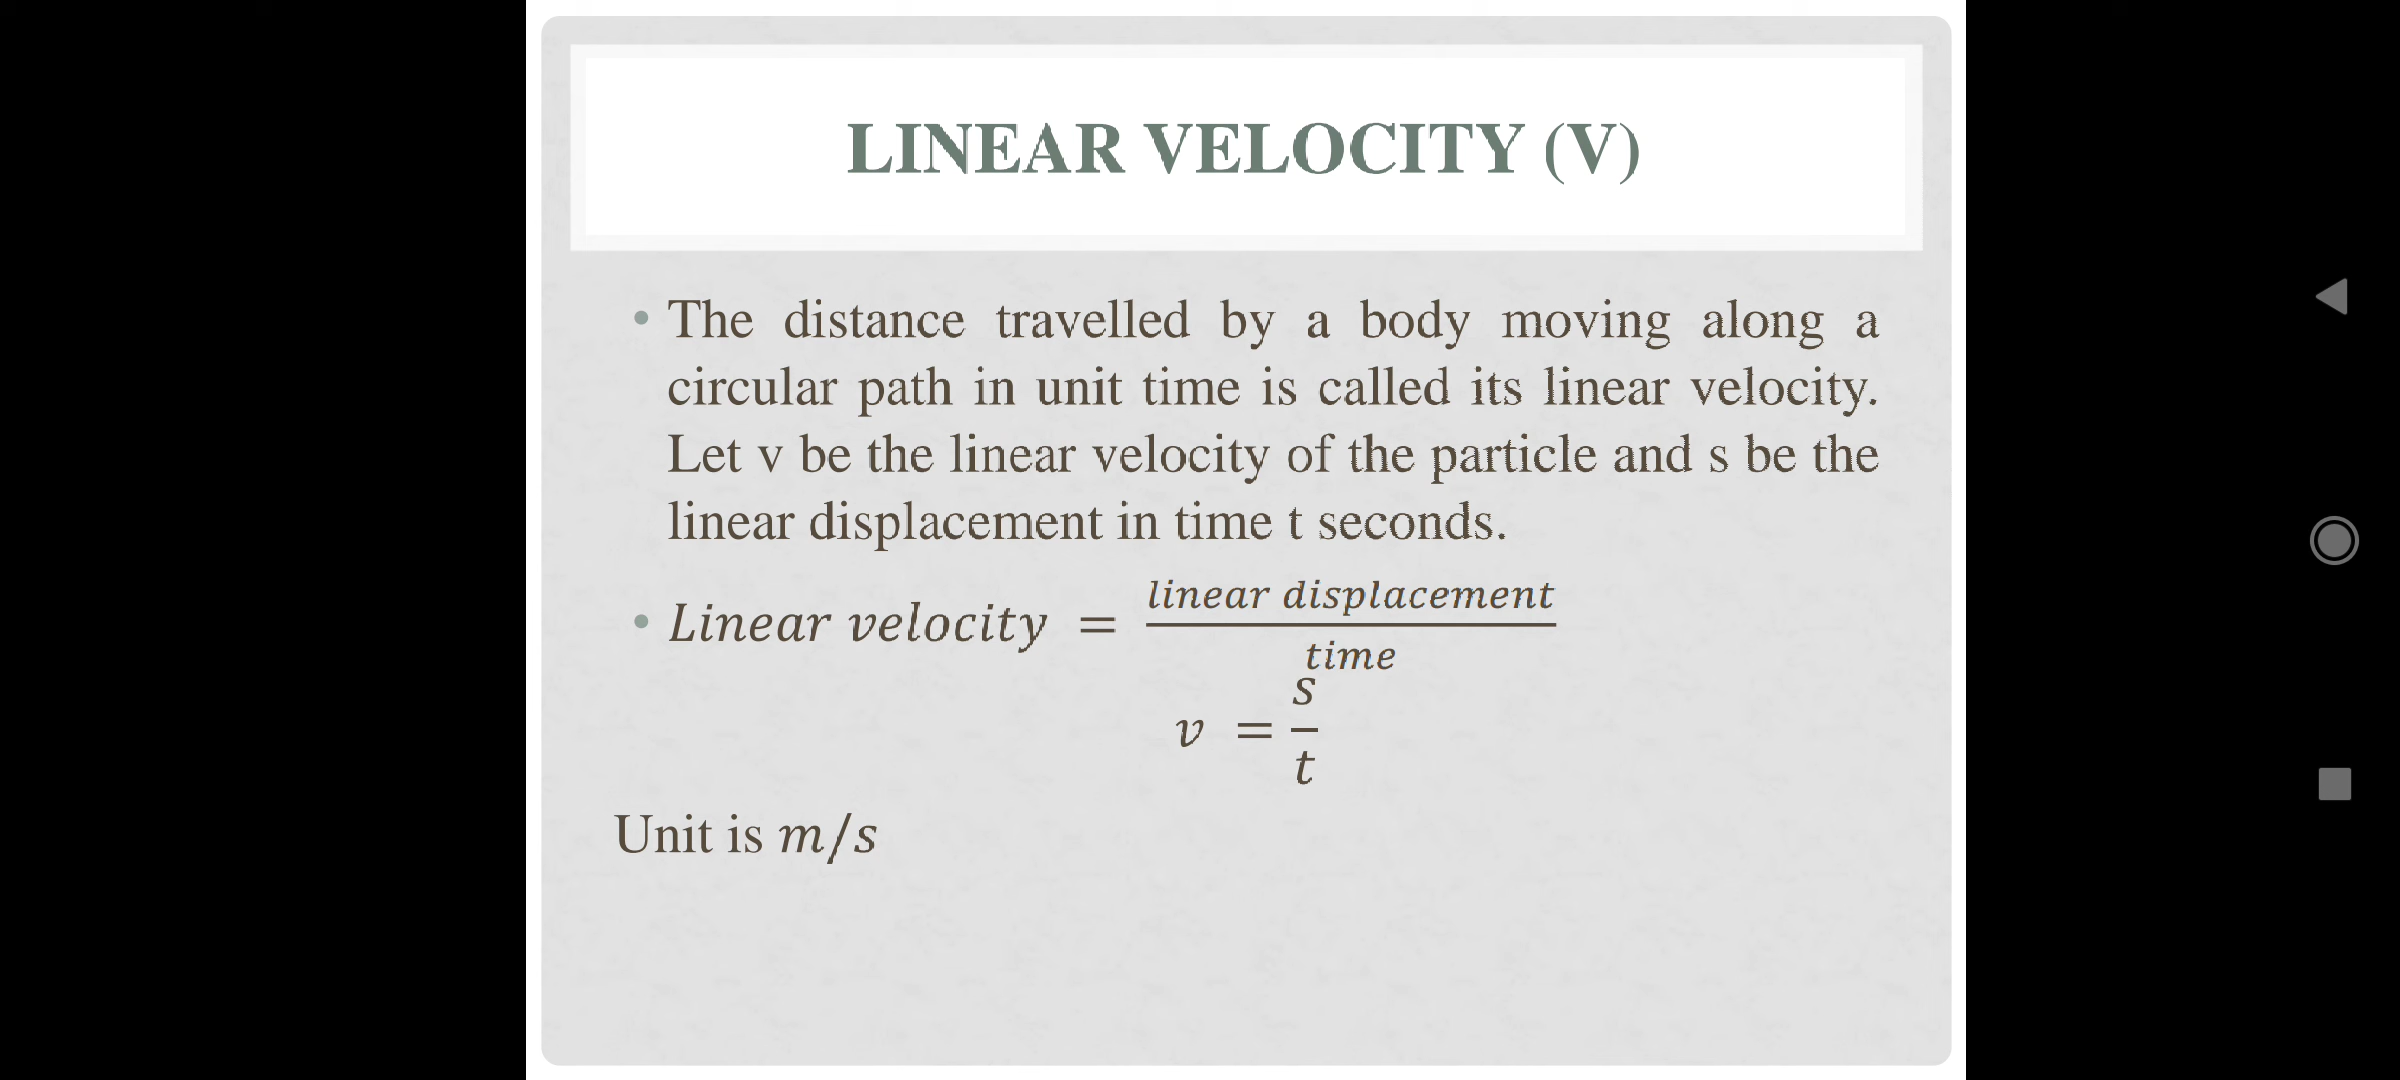 LINEAR VELOCITY (V)
• The distance travelled by a body moving along a
circular path in unit time is called its linear velocity.
Let v be the linear velocity of the particle and s be the
linear displacement in time t seconds.
• Linear velocity = linear displacement / time
v = s / t
Unit is m/s